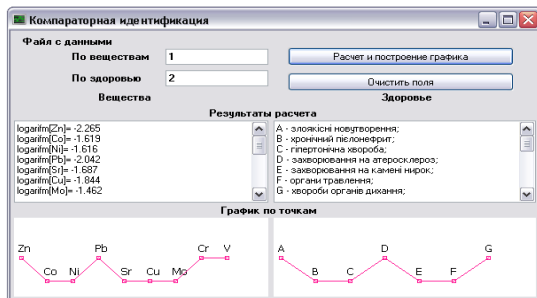 Компараторная идентификация
Файл с данными
По веществам 1 Расчет и построение графика
По здоровью 2 Очистить поля
Вещества Здоровье
Результаты расчета
logarifm[Zn]= -2.265
logarifm[Co]= -1.619
logarifm[Ni]= -1.616
logarifm[Pb]= -2.042
logarifm[Sr]= -1.687
logarifm[Cu]= -1.844
logarifm[Mo]= -1.462
A - злоякісні новутворення;
B - хронічний пієлонефрит;
C - гіпертонічна хвороба;
D - захворювання на атеросклероз;
E - захворювання на камені нирок;
F - органи травлення;
G - хвороби органів дихання;
График по точкам
Zn Pb Cr V
Co Ni Sr Cu Mo
A D G
B C E F